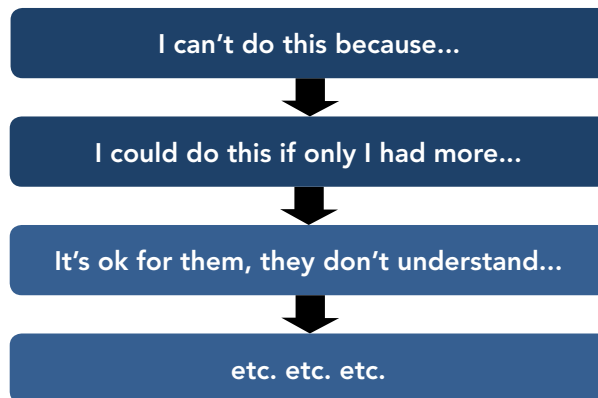 I can’t do this because...
I could do this if only I had more...
It’s ok for them, they don’t understand...
etc. etc. etc.